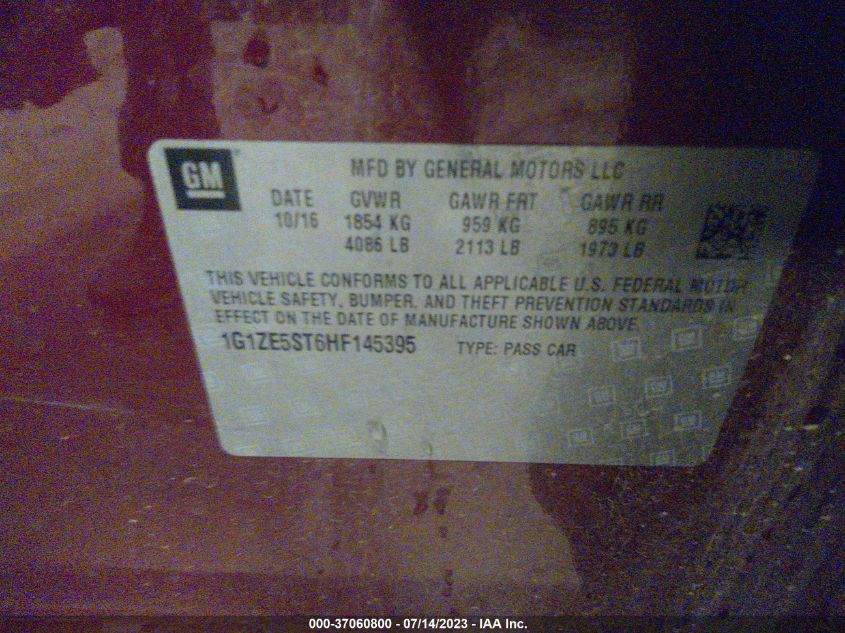 GM
MFD BY GENERAL MOTORS LLC
DATE GVWR GAWR FRT GAWR RR
10/16 1854 KG 959 KG 895 KG
4086 LB 2113 LB 1973 LB
THIS VEHICLE CONFORMS TO ALL APPLICABLE U.S. FEDERAL MOTOR
VEHICLE SAFETY, BUMPER, AND THEFT PREVENTION STANDARDS IN
EFFECT ON THE DATE OF MANUFACTURE SHOWN ABOVE.
1G1ZE5ST6HF145395 TYPE: PASS CAR
000-37060800 - 07/14/2023 - IAA Inc.